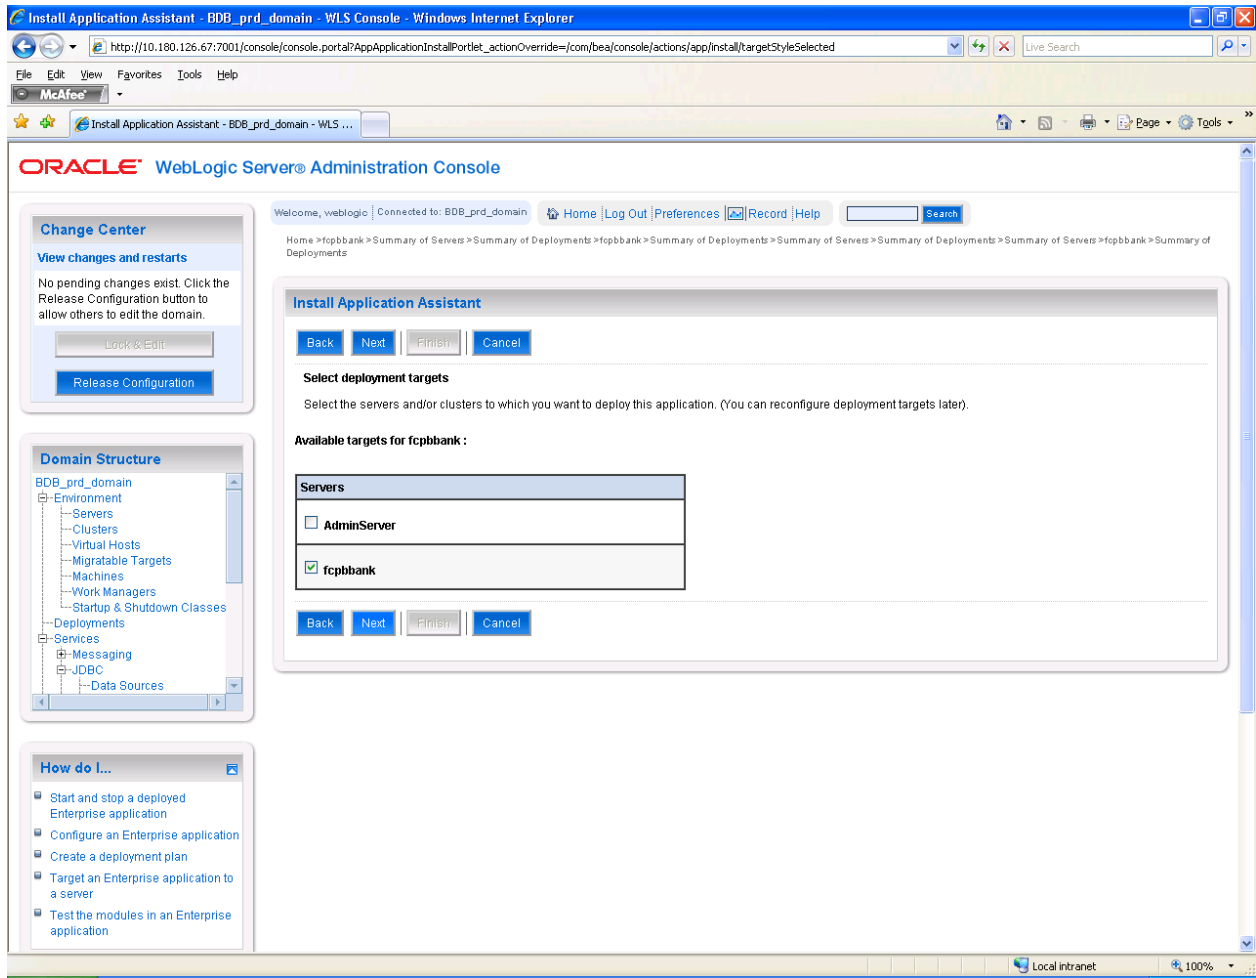 Install Application Assistant - BDB_prd_domain - WLS Console - Windows Internet Explorer
http://10.180.126.67:7001/console/console.portal?AppApplicationInstallPortlet_actionOverride=/com/bea/console/actions/app/install/targetStyleSelected
Live Search
File Edit View Favorites Tools Help
McAfee
Install Application Assistant - BDB_prd_domain - WLS ...
Page Tools »
ORACLE WebLogic Server® Administration Console
Change Center
View changes and restarts
No pending changes exist. Click the
Release Configuration button to
allow others to edit the domain.
Lock & Edit
Release Configuration
Domain Structure
BDB_prd_domain
Environment
Servers
Clusters
Virtual Hosts
Migratable Targets
Machines
Work Managers
Startup & Shutdown Classes
Deployments
Services
Messaging
JDBC
Data Sources
How do I...
Start and stop a deployed
Enterprise application
Configure an Enterprise application
Create a deployment plan
Target an Enterprise application to
a server
Test the modules in an Enterprise
application
Welcome, weblogic Connected to: BDB_prd_domain Home Log Out Preferences Record Help Search
Home >fcpbbank >Summary of Servers >Summary of Deployments >fcpbbank >Summary of Deployments >Summary of Servers >Summary of Deployments >Summary of Servers >fcpbbank >Summary of
Deployments
Install Application Assistant
Back Next Finish Cancel
Select deployment targets
Select the servers and/or clusters to which you want to deploy this application. (You can reconfigure deployment targets later).
Available targets for fcpbbank :
Servers
AdminServer
fcpbbank
Back Next Finish Cancel
Local intranet 100%